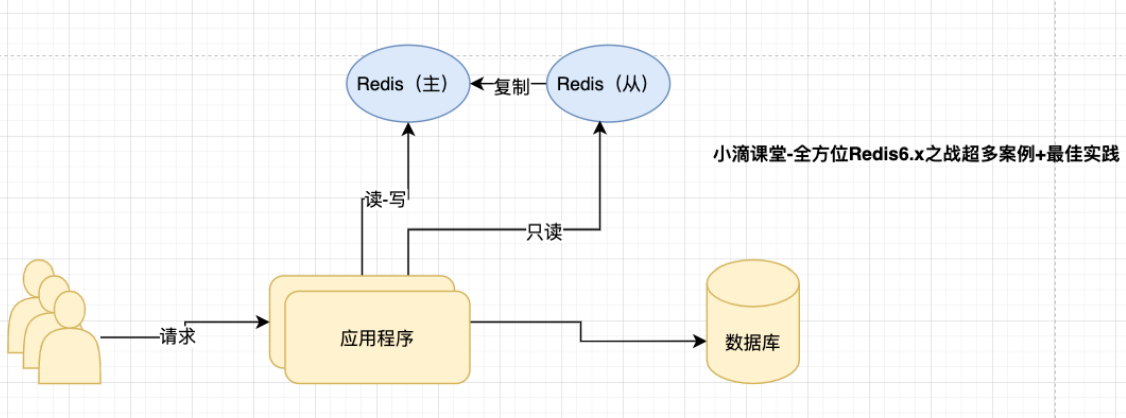 Redis（主）
复制
Redis（从）
小滴课堂-全方位Redis6.x之战超多案例+最佳实践
读-写
只读
请求
应用程序
数据库